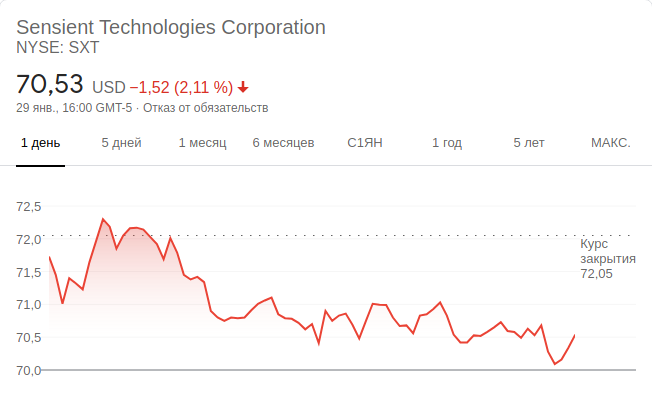 Sensient Technologies Corporation
NYSE: SXT
70,53 USD −1,52 (2,11 %)
29 янв., 16:00 GMT-5 · Отказ от обязательств
1 день 5 дней 1 месяц 6 месяцев С1ЯН 1 год 5 лет МАКС.
72,5
72,0
71,5
71,0
70,5
70,0
Курс
закрытия
72,05